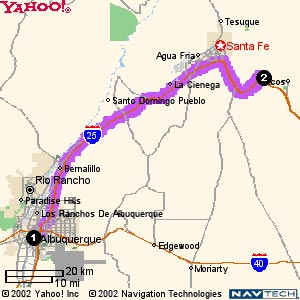 YAHOO!
Tesuque
Santa Fe
Agua Fria
La Cienega
2
cos
Santo Domingo Pueblo
25
Bernalillo
Rio Rancho
Paradise Hills
Los Ranchos De Albuquerque
1
Albuquerque
Edgewood
40
Moriarty
20 km
10 mi
©2002 Yahoo! Inc ©2002 Navigation Technologies NAVTECH